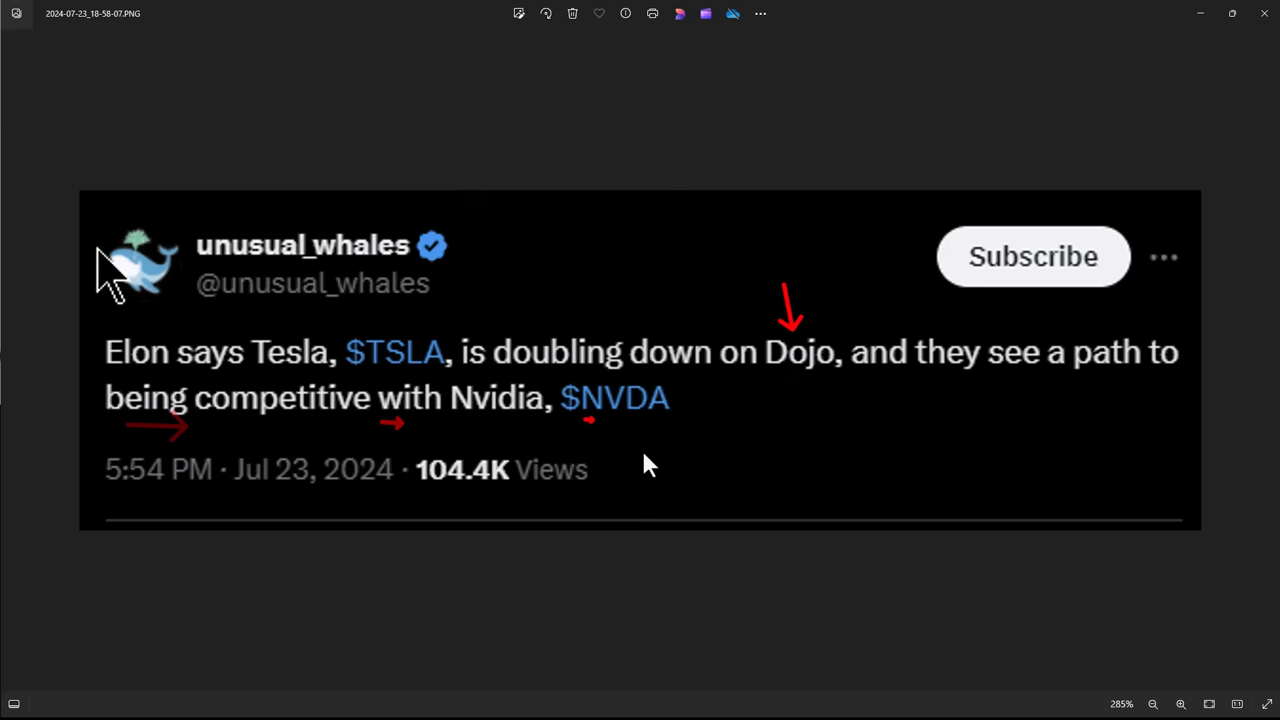 2024-07-23_18-58-07.PNG
unusual_whales
@unusual_whales
Subscribe
Elon says Tesla, $TSLA, is doubling down on Dojo, and they see a path to
being competitive with Nvidia, $NVDA
5:54 PM · Jul 23, 2024 · 104.4K Views
285%